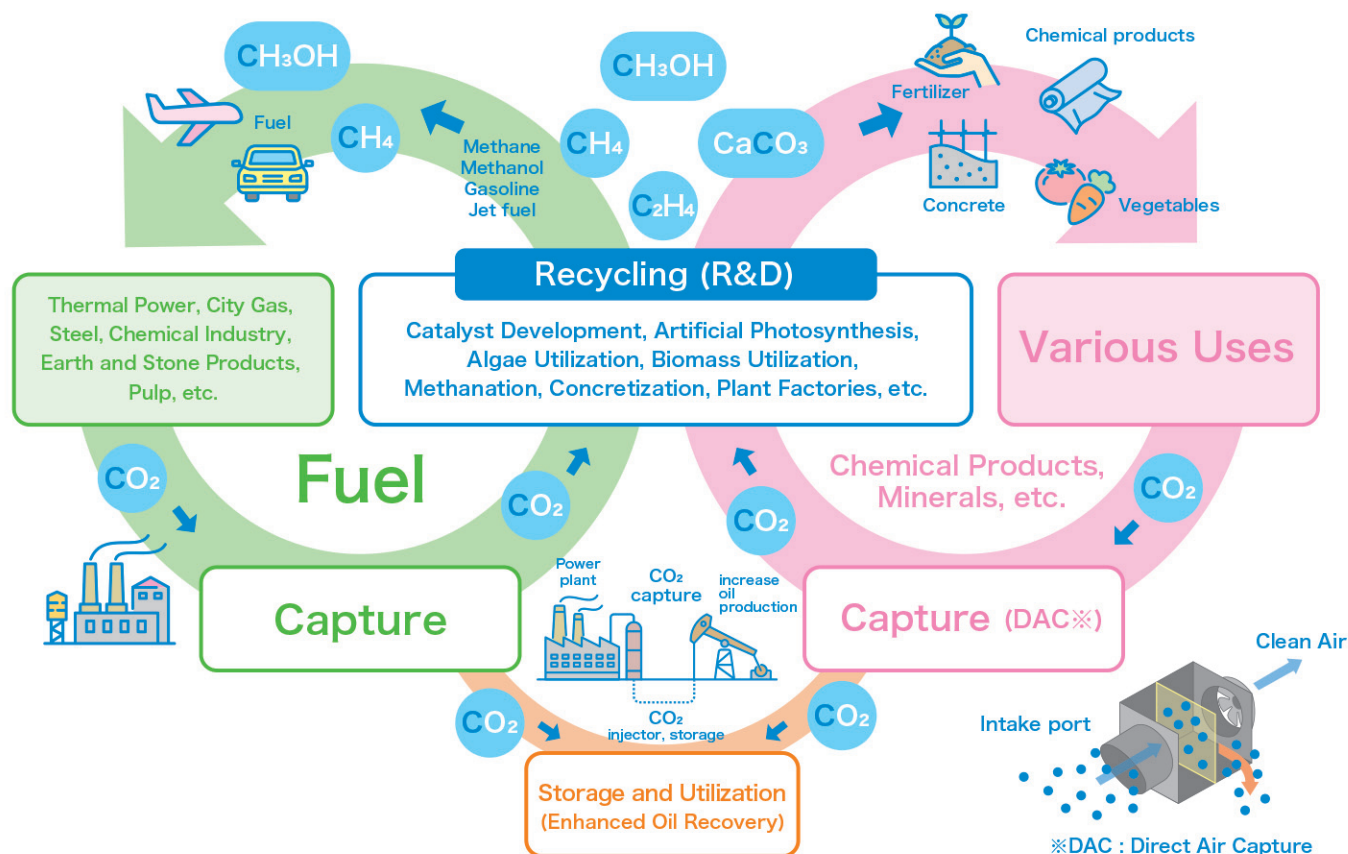 CH₃OH
Fuel
CH₄
Methane
Methanol
Gasoline
Jet fuel
CH₃OH
CH₄
C₂H₄
CaCO₃
Fertilizer
Chemical products
Concrete
Vegetables
Thermal Power, City Gas,
Steel, Chemical Industry,
Earth and Stone Products,
Pulp, etc.
Recycling (R&D)
Catalyst Development, Artificial Photosynthesis,
Algae Utilization, Biomass Utilization,
Methanation, Concretization, Plant Factories, etc.
Various Uses
CO₂
Fuel
CO₂
CO₂
Chemical Products,
Minerals, etc.
CO₂
Capture
Power
plant
CO₂
capture
increase
oil
production
CO₂
injector, storage
Capture (DAC※)
CO₂
CO₂
Storage and Utilization
(Enhanced Oil Recovery)
Clean Air
Intake port
※DAC : Direct Air Capture